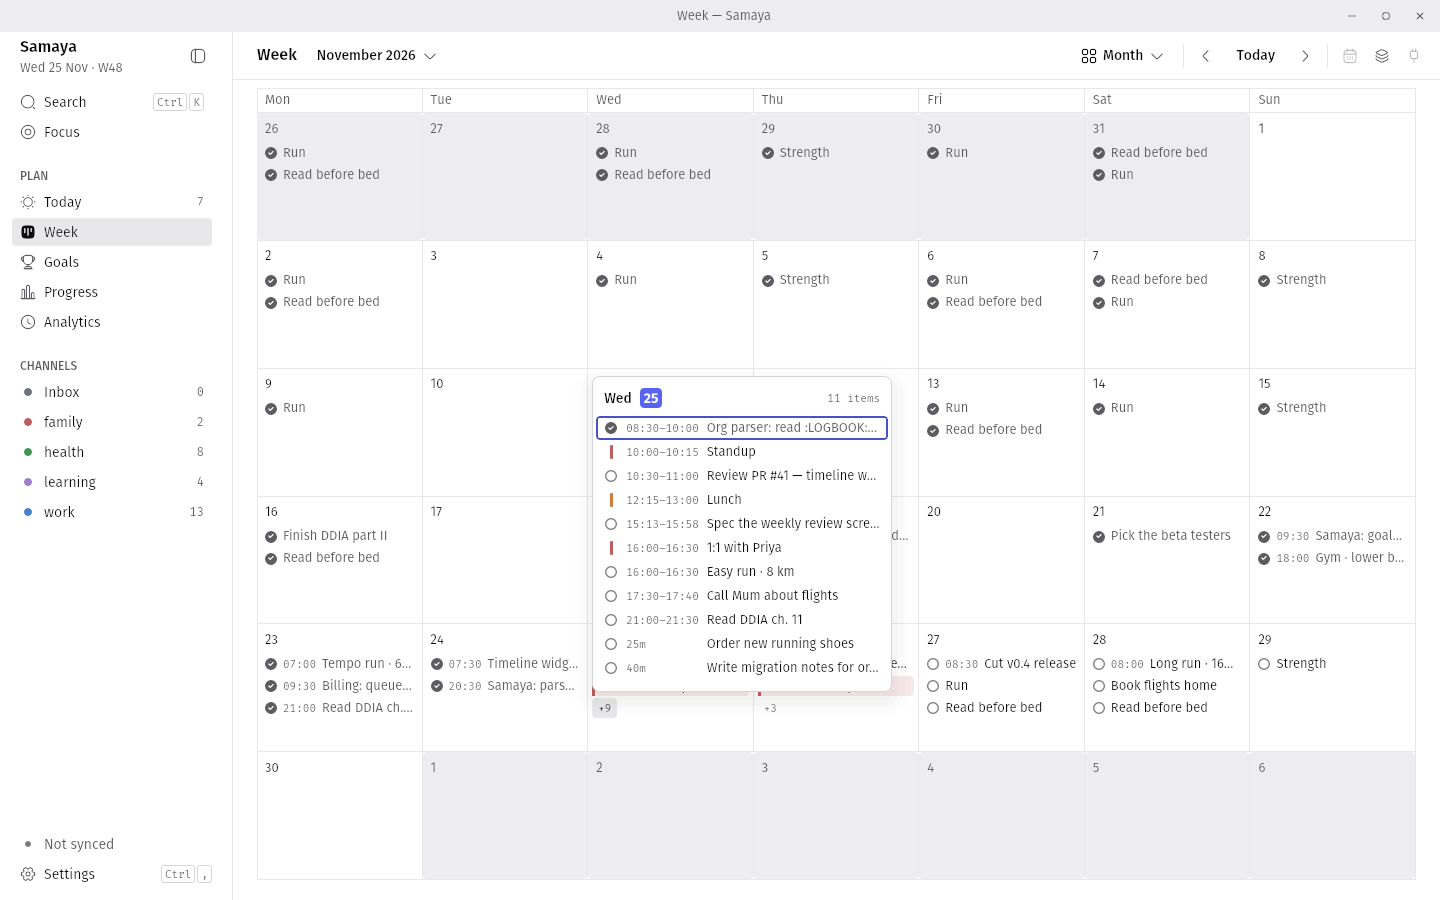 Week — Samaya
Samaya
Wed 25 Nov · W48
Search Ctrl K
Focus
PLAN
Today 7
Week
Goals
Progress
Analytics
CHANNELS
Inbox 0
family 2
health 8
learning 4
work 13
Not synced
Settings Ctrl ,
Week November 2026 Month Today
Mon Tue Wed Thu Fri Sat Sun
26 27 28 29 30 31 1
Run Run Strength Run Read before bed
Read before bed Read before bed Run
2 3 4 5 6 7 8
Run Run Strength Run Read before bed Strength
Read before bed Read before bed Run
9 10 13 14 15
Run Run Run Strength
Read before bed
16 17 20 21 22
Finish DDIA part II Pick the beta testers 09:30 Samaya: goal...
Read before bed 18:00 Gym · lower b...
23 24 27 28 29
07:00 Tempo run · 6... 07:30 Timeline widg... 08:30 Cut v0.4 release 08:00 Long run · 16... Strength
09:30 Billing: queue... 20:30 Samaya: pars... Run Book flights home
21:00 Read DDIA ch.... +9 +3 Read before bed Read before bed
30 1 2 3 4 5 6
Wed 25 11 items
08:30–10:00 Org parser: read :LOGBOOK:...
10:00–10:15 Standup
10:30–11:00 Review PR #41 — timeline w...
12:15–13:00 Lunch
15:13–15:58 Spec the weekly review scre...
16:00–16:30 1:1 with Priya
16:00–16:30 Easy run · 8 km
17:30–17:40 Call Mum about flights
21:00–21:30 Read DDIA ch. 11
25m Order new running shoes
40m Write migration notes for or...